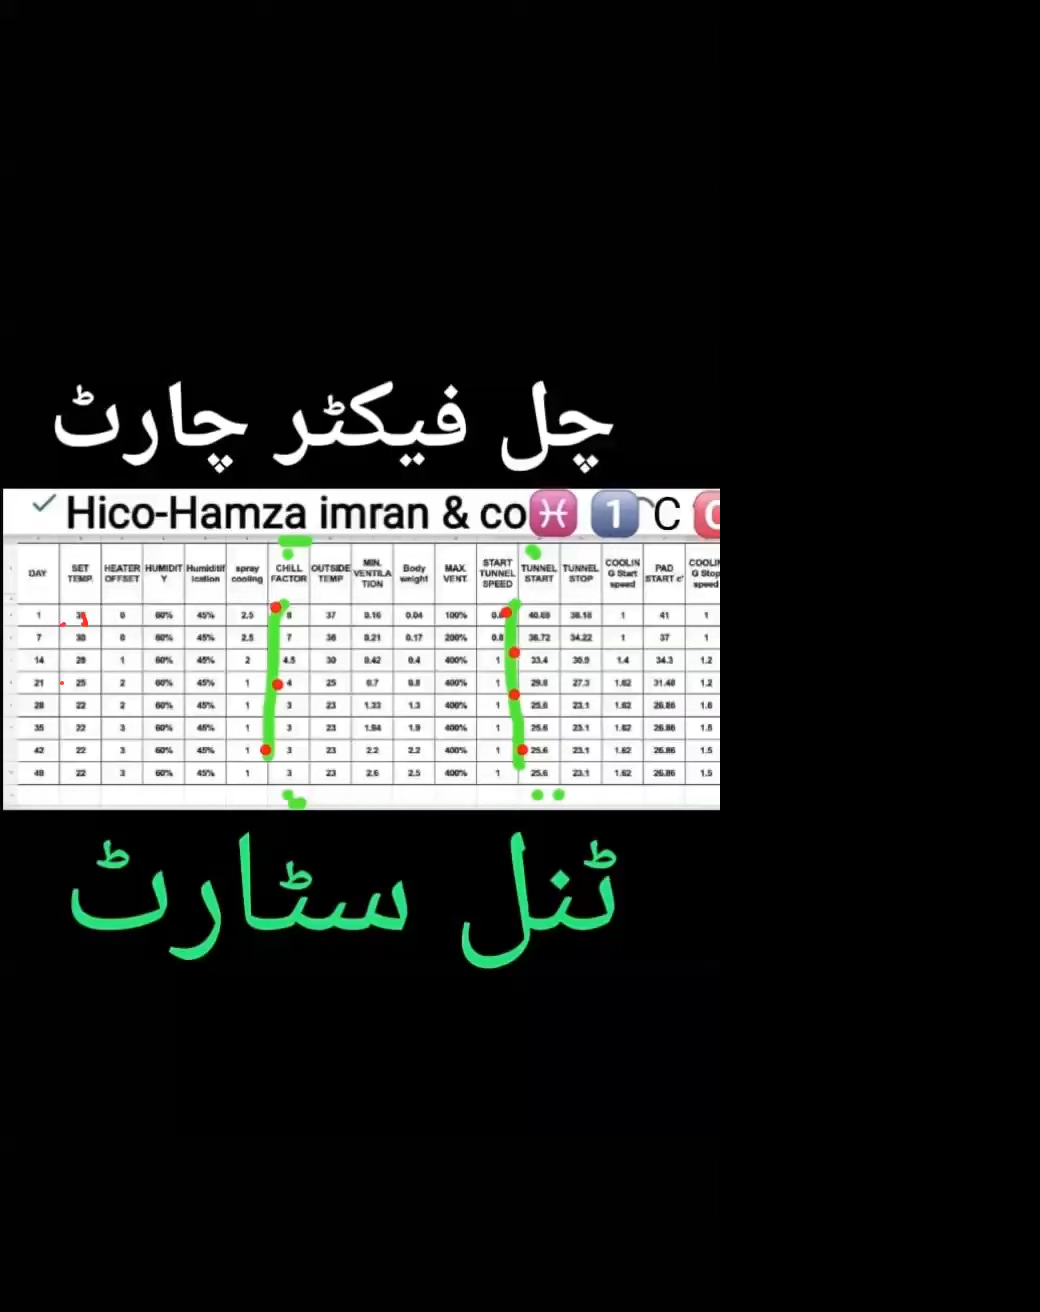 چل فیکٹر چارٹ
Hico-Hamza imran & co♓ 1️⃣ C
DAY SET TEMP. HEATER OFFSET HUMIDITY Humidification spray cooling CHILL FACTOR OUTSIDE TEMP MIN. VENTILATION Body weight MAX. VENT. START TUNNEL SPEED TUNNEL START TUNNEL STOP COOLING Start speed PAD START c' COOLIN G Stop speed
1 0 60% 45% 2.5 8 37 0.16 0.04 100% 40.69 1 41 1
7 30 0 60% 45% 2.5 7 36 0.21 0.17 200% 0.8 36.72 34.22 1 37 1
14 1 60% 45% 2 4.5 30 0.42 0.4 400% 1 33.4 30.9 1.4 34.3 1.2
21 25 2 60% 45% 1 4 25 0.7 0.8 400% 1 29.8 27.3 1.62 31.48 1.2
28 22 2 60% 45% 1 3 23 1.33 1.3 400% 1 25.6 23.1 1.62 26.86
35 22 3 60% 45% 1 3 23 1.94 1.9 400% 1 25.6 23.1 1.62 26.86 1.5
42 22 3 60% 45% 1 3 23 2.2 2.2 400% 1 25.6 23.1 1.62 26.86 1.5
49 22 3 60% 45% 1 3 23 2.6 2.5 400% 1 25.6 23.1 1.62 26.86 1.5
ٹنل سٹارٹ